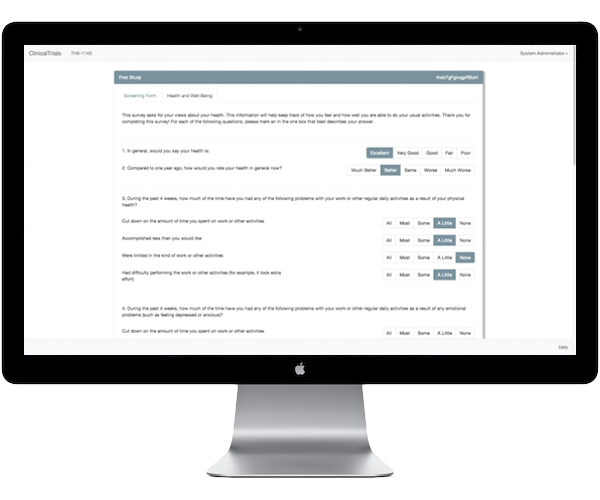 ClinicalTrials
System Administrator
First Study
Screening Form Health and Well-Being
This survey asks for your views about your health. This information will help keep track of how you feel and how well you are able to do your usual activities. Thank you for
completing this survey! For each of the following questions, please mark an in the one box that best describes your answer.
1. In general, would you say your health is: Excellent Very Good Good Fair Poor
2. Compared to one year ago, how would you rate your health in general now? Much Better Better Same Worse Much Worse
3. During the past 4 weeks, how much of the time have you had any of the following problems with your work or other regular daily activities as a result of your physical
health?
Cut down on the amount of time you spent on work or other activities All Most Some A Little None
Accomplished less than you would like All Most Some A Little None
Were limited in the kind of work or other activities All Most Some A Little None
Had difficulty performing the work or other activities (for example, it took extra
effort) All Most Some A Little None
4. During the past 4 weeks, how much of the time have you had any of the following problems with your work or other regular daily activities as a result of any emotional
problems (such as feeling depressed or anxious)?
Cut down on the amount of time you spent on work or other activities All Most Some A Little None